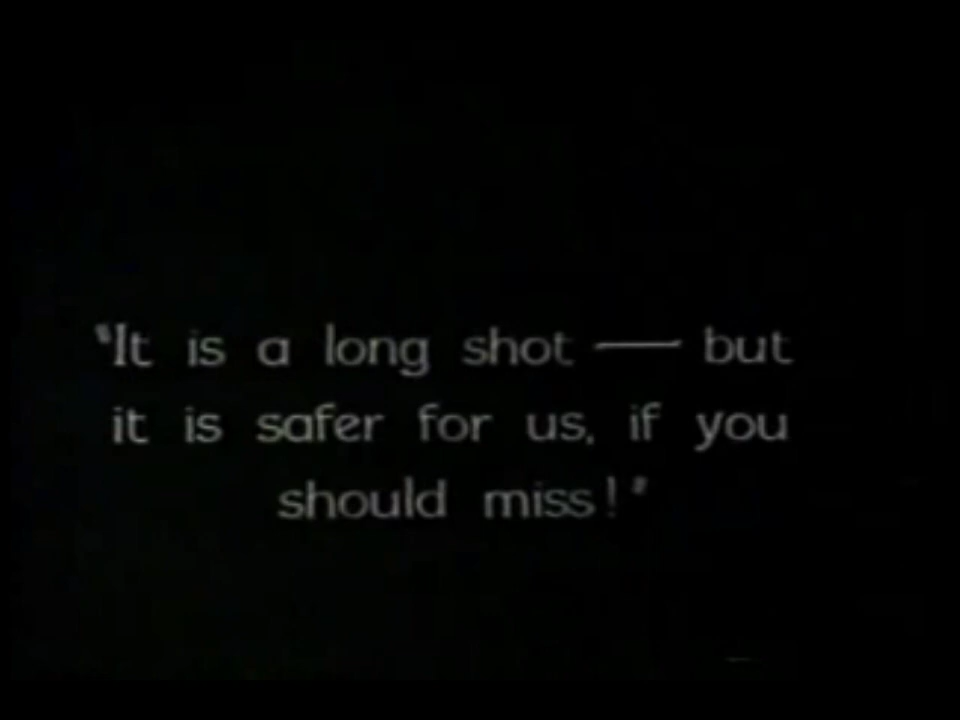 "It is a long shot — but
it is safer for us, if you
should miss!"